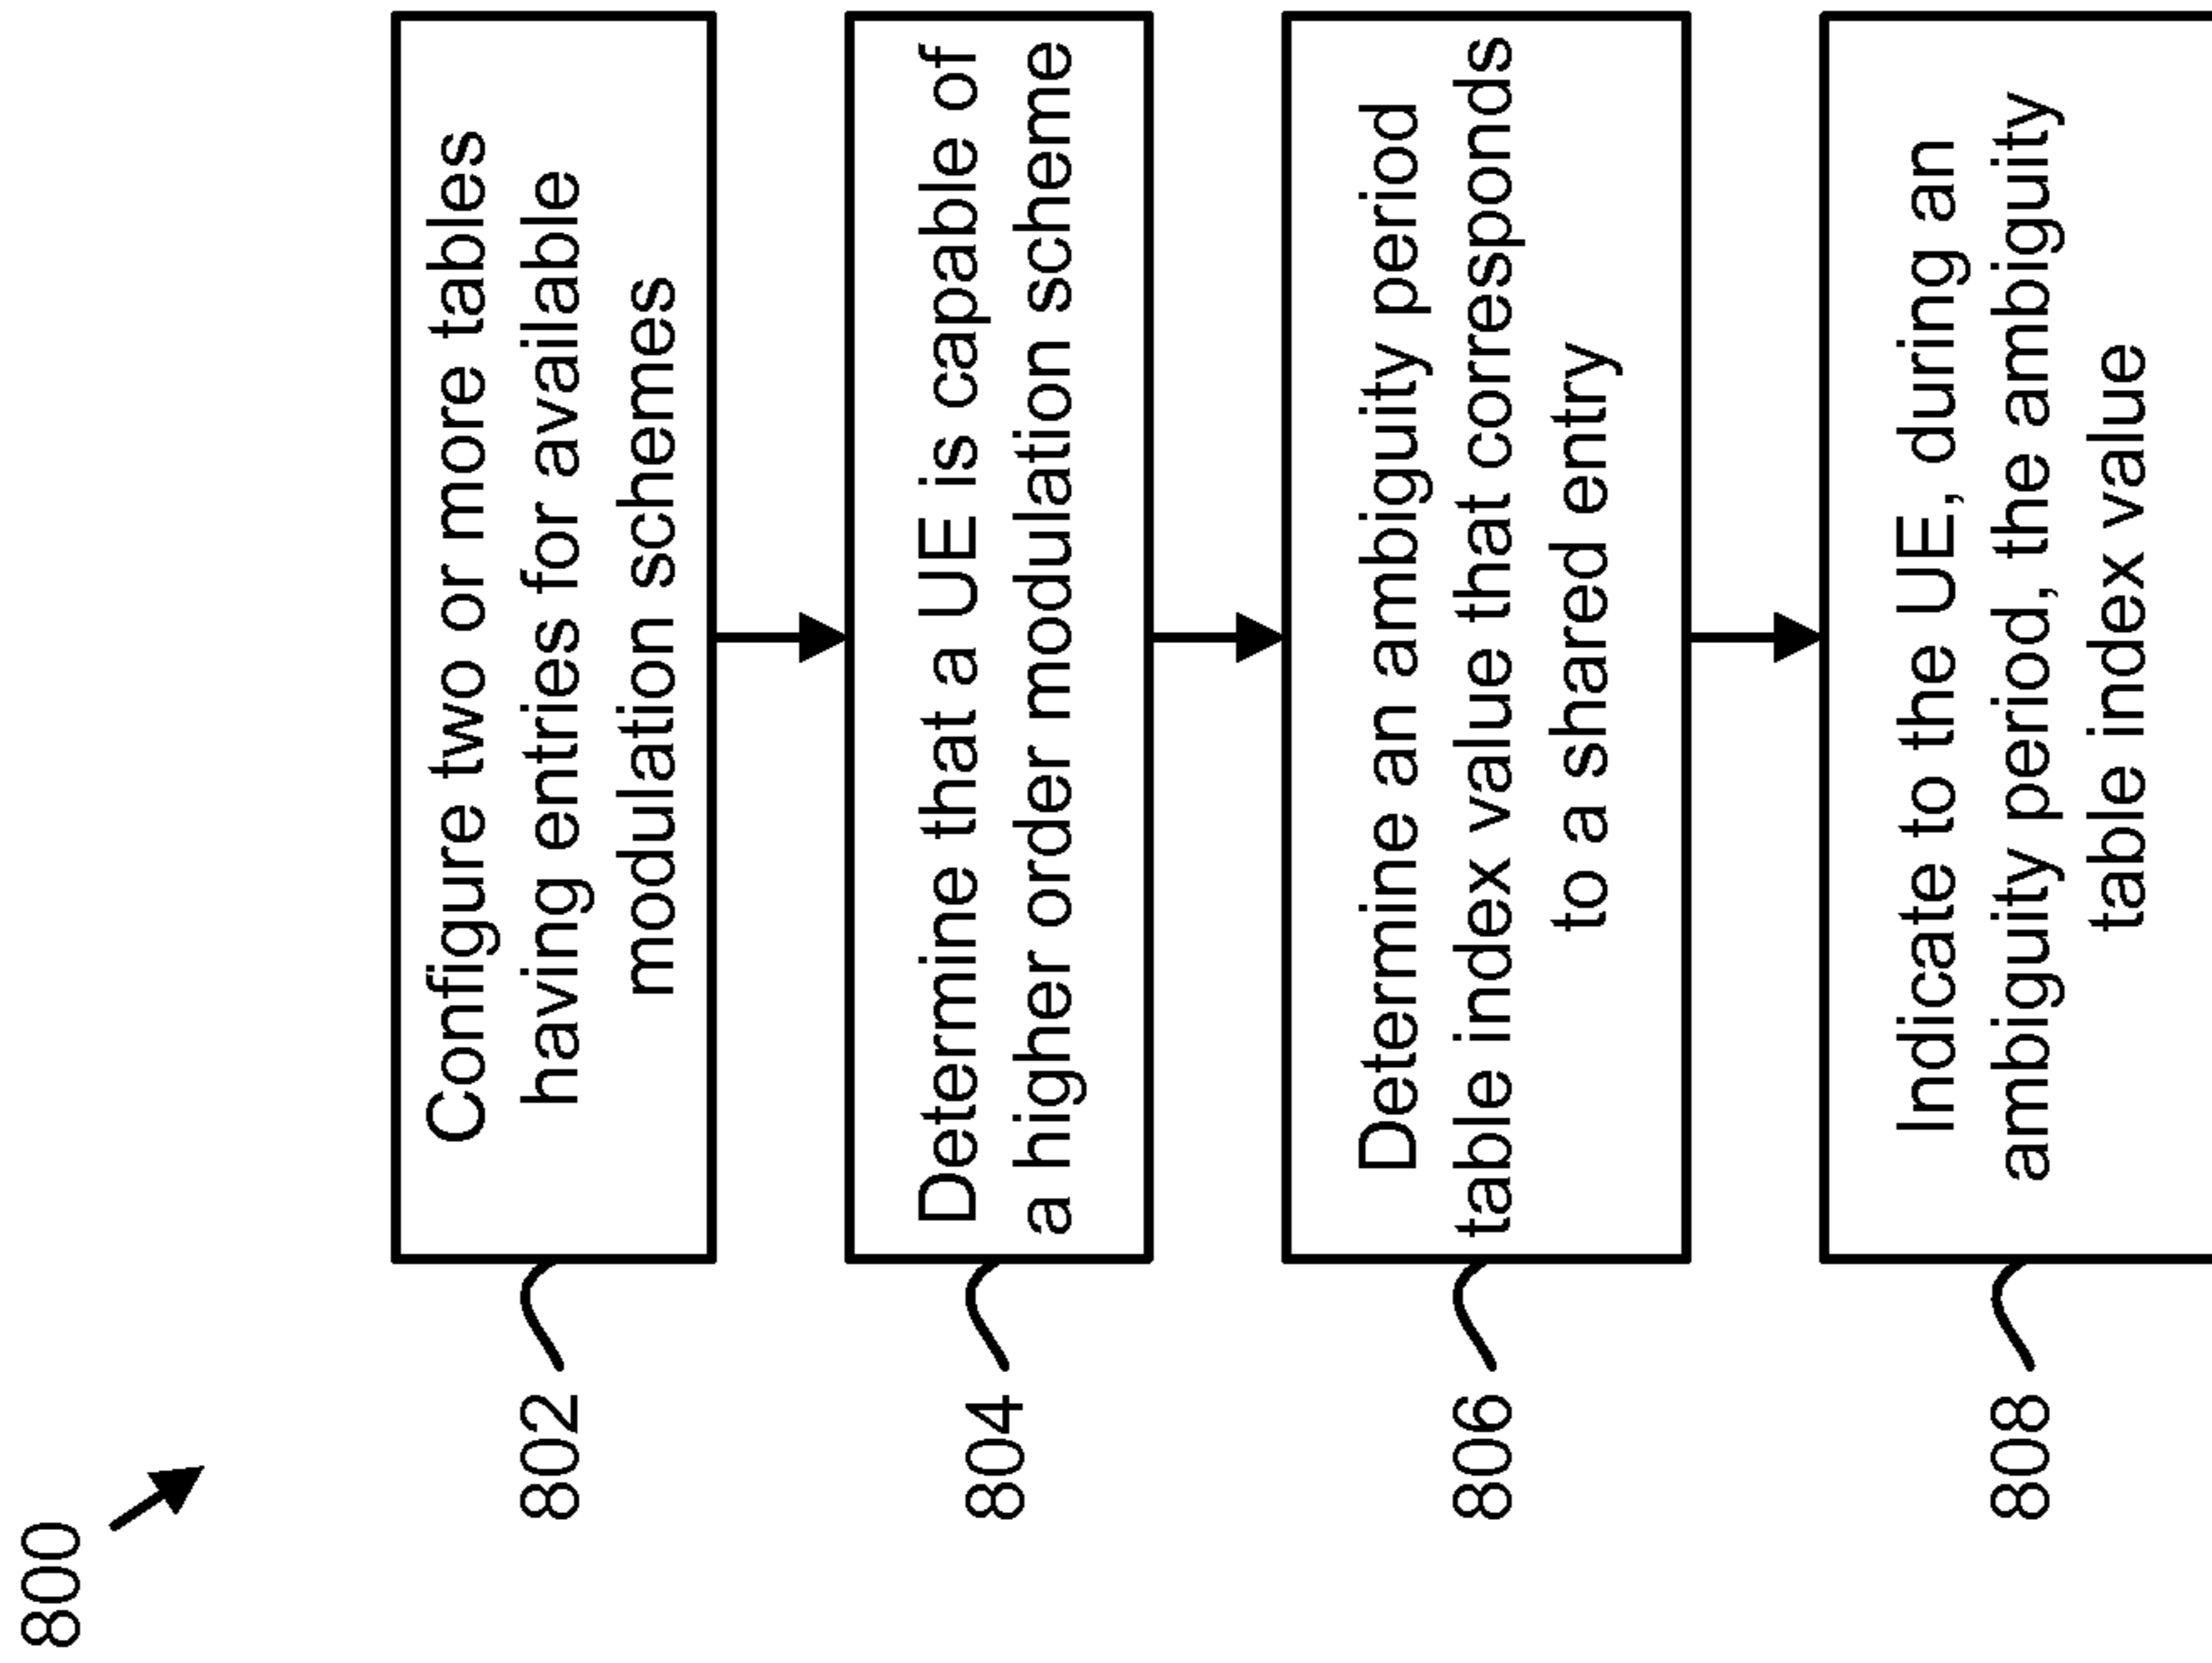 800
802
Configure two or more tables
having entries for available
modulation schemes
804
Determine that a UE is capable of
a higher order modulation scheme
806
Determine an ambiguity period
table index value that corresponds
to a shared entry
808
Indicate to the UE, during an
ambiguity period, the ambiguity
table index value